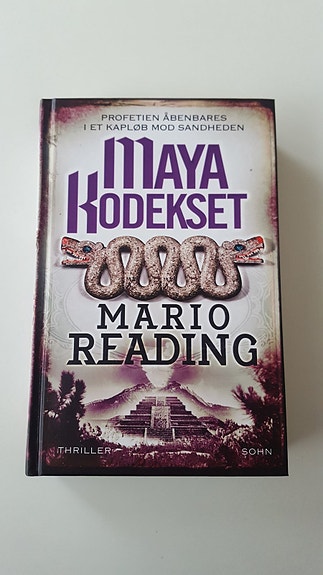 PROFETIEN ÅBENBARES
I ET KAPLØB MOD SANDHEDEN
MAYA
KODEKSET
MARIO
READING
THRILLER
SOHN